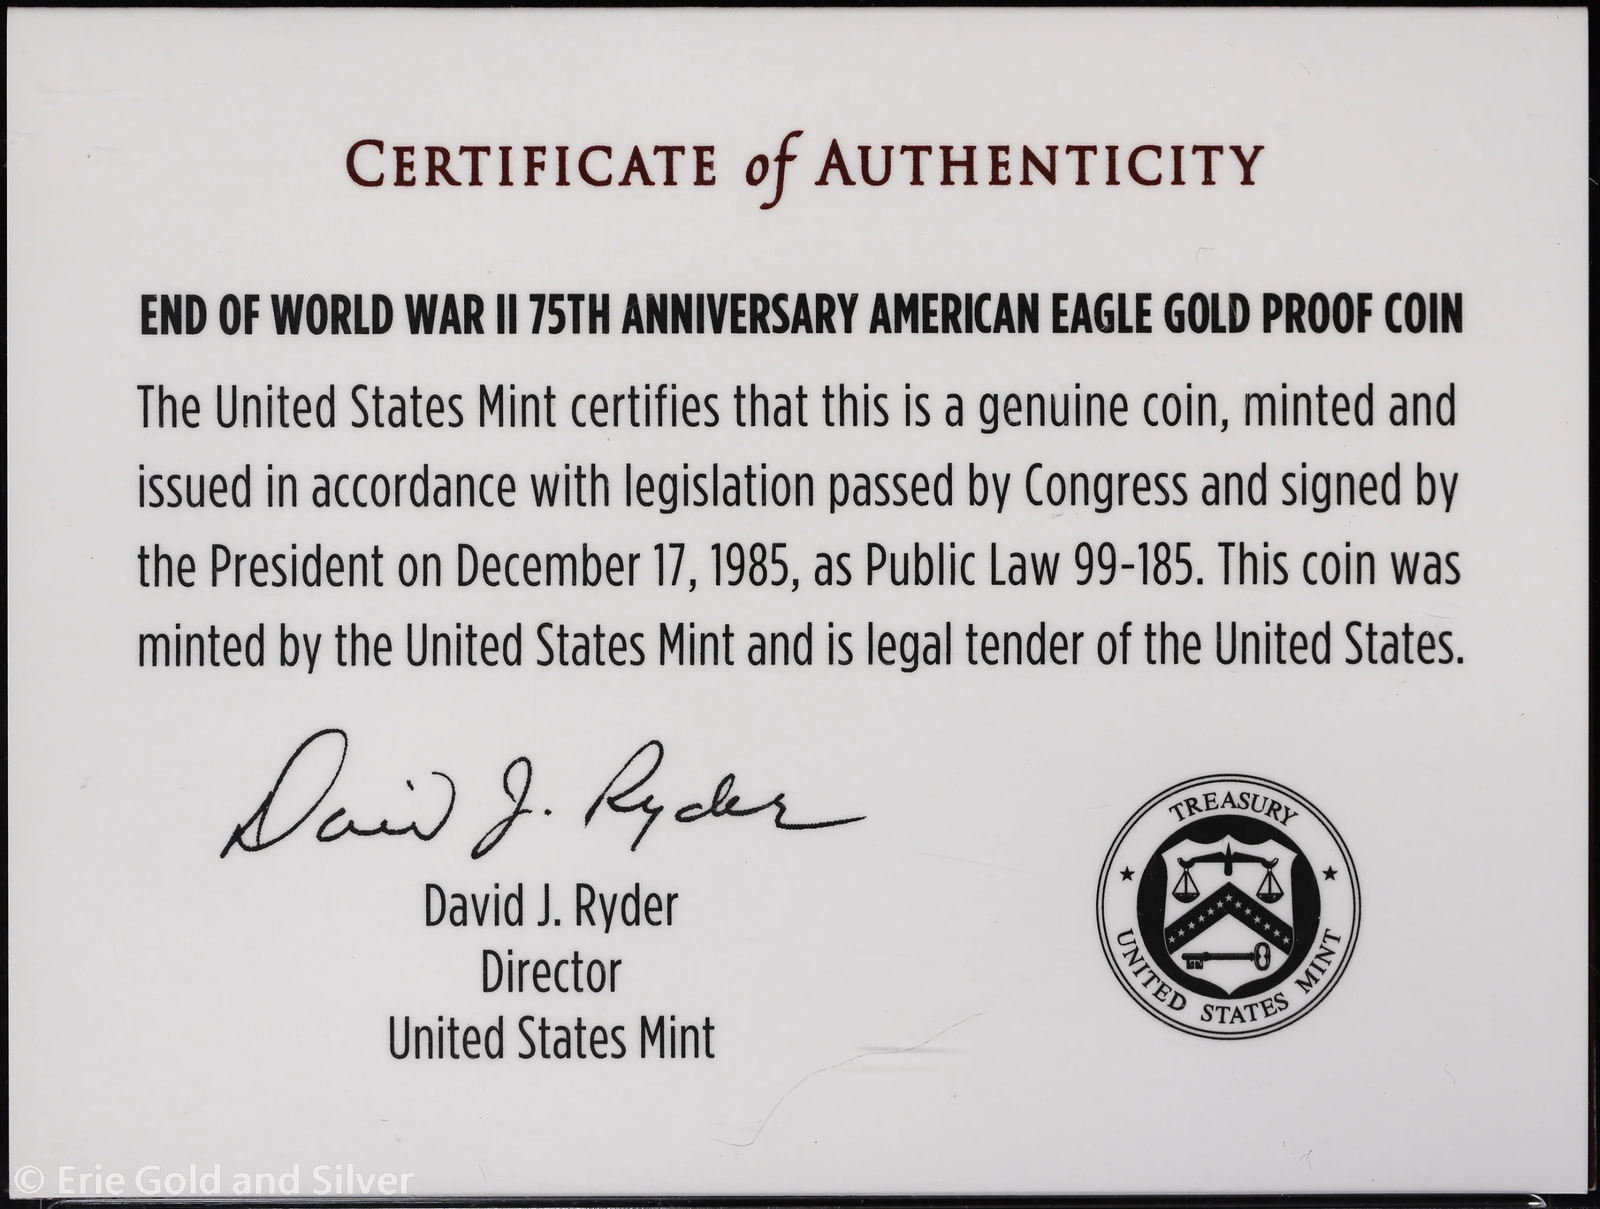 CERTIFICATE of AUTHENTICITY
END OF WORLD WAR II 75TH ANNIVERSARY AMERICAN EAGLE GOLD PROOF COIN
The United States Mint certifies that this is a genuine coin, minted and
issued in accordance with legislation passed by Congress and signed by
the President on December 17, 1985, as Public Law 99-185. This coin was
minted by the United States Mint and is legal tender of the United States.
David J. Ryder
David J. Ryder
Director
United States Mint
TREASURY
UNITED STATES MINT
© Erie Gold and Silver